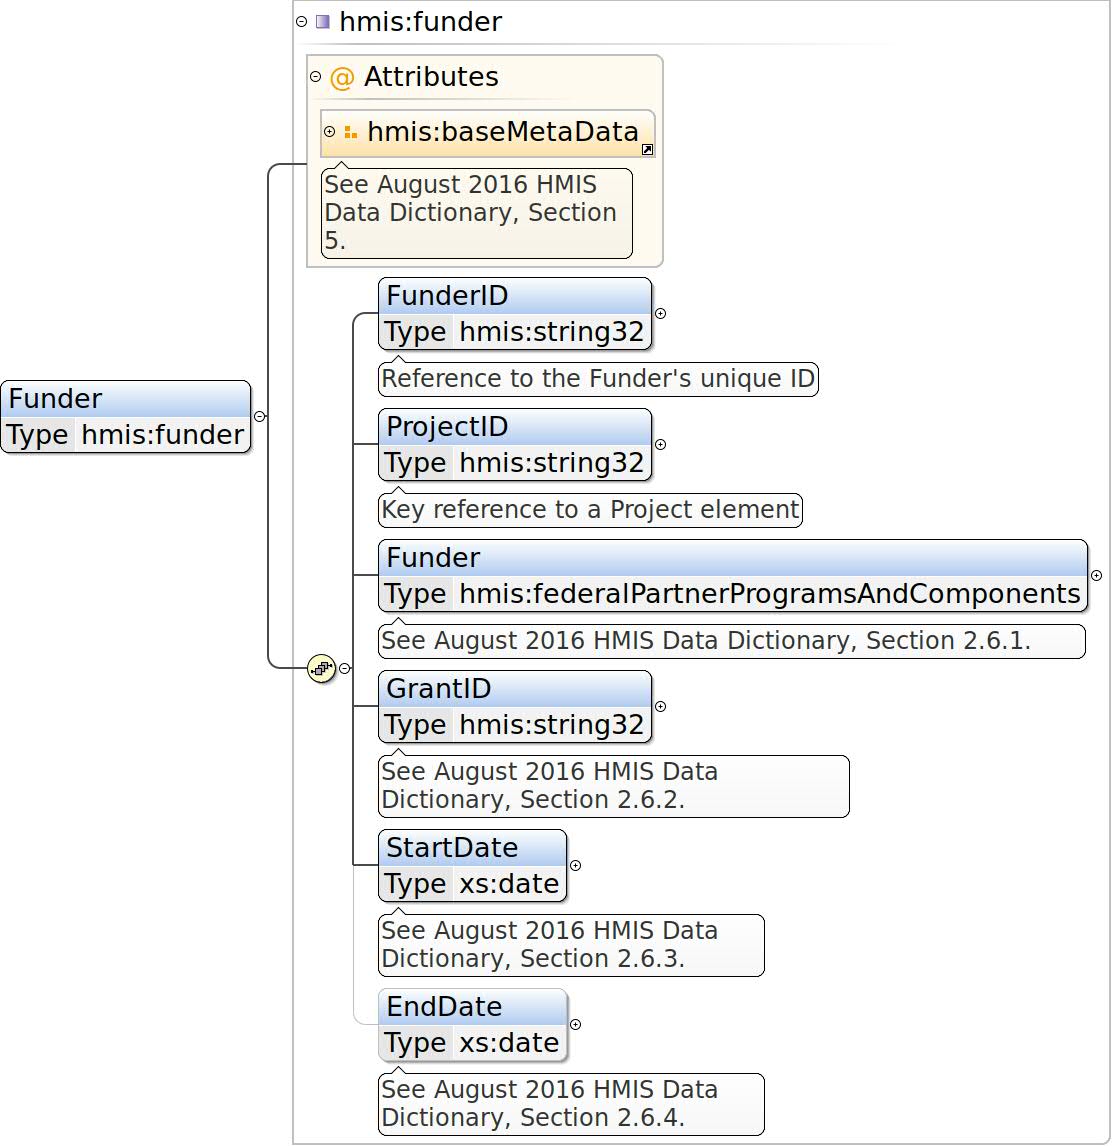 hmis:funder
@ Attributes
hmis:baseMetaData
See August 2016 HMIS
Data Dictionary, Section
5.
FunderID
Type hmis:string32
Reference to the Funder's unique ID
Funder
Type hmis:funder
ProjectID
Type hmis:string32
Key reference to a Project element
Funder
Type hmis:federalPartnerProgramsAndComponents
See August 2016 HMIS Data Dictionary, Section 2.6.1.
GrantID
Type hmis:string32
See August 2016 HMIS Data
Dictionary, Section 2.6.2.
StartDate
Type xs:date
See August 2016 HMIS Data
Dictionary, Section 2.6.3.
EndDate
Type xs:date
See August 2016 HMIS Data
Dictionary, Section 2.6.4.